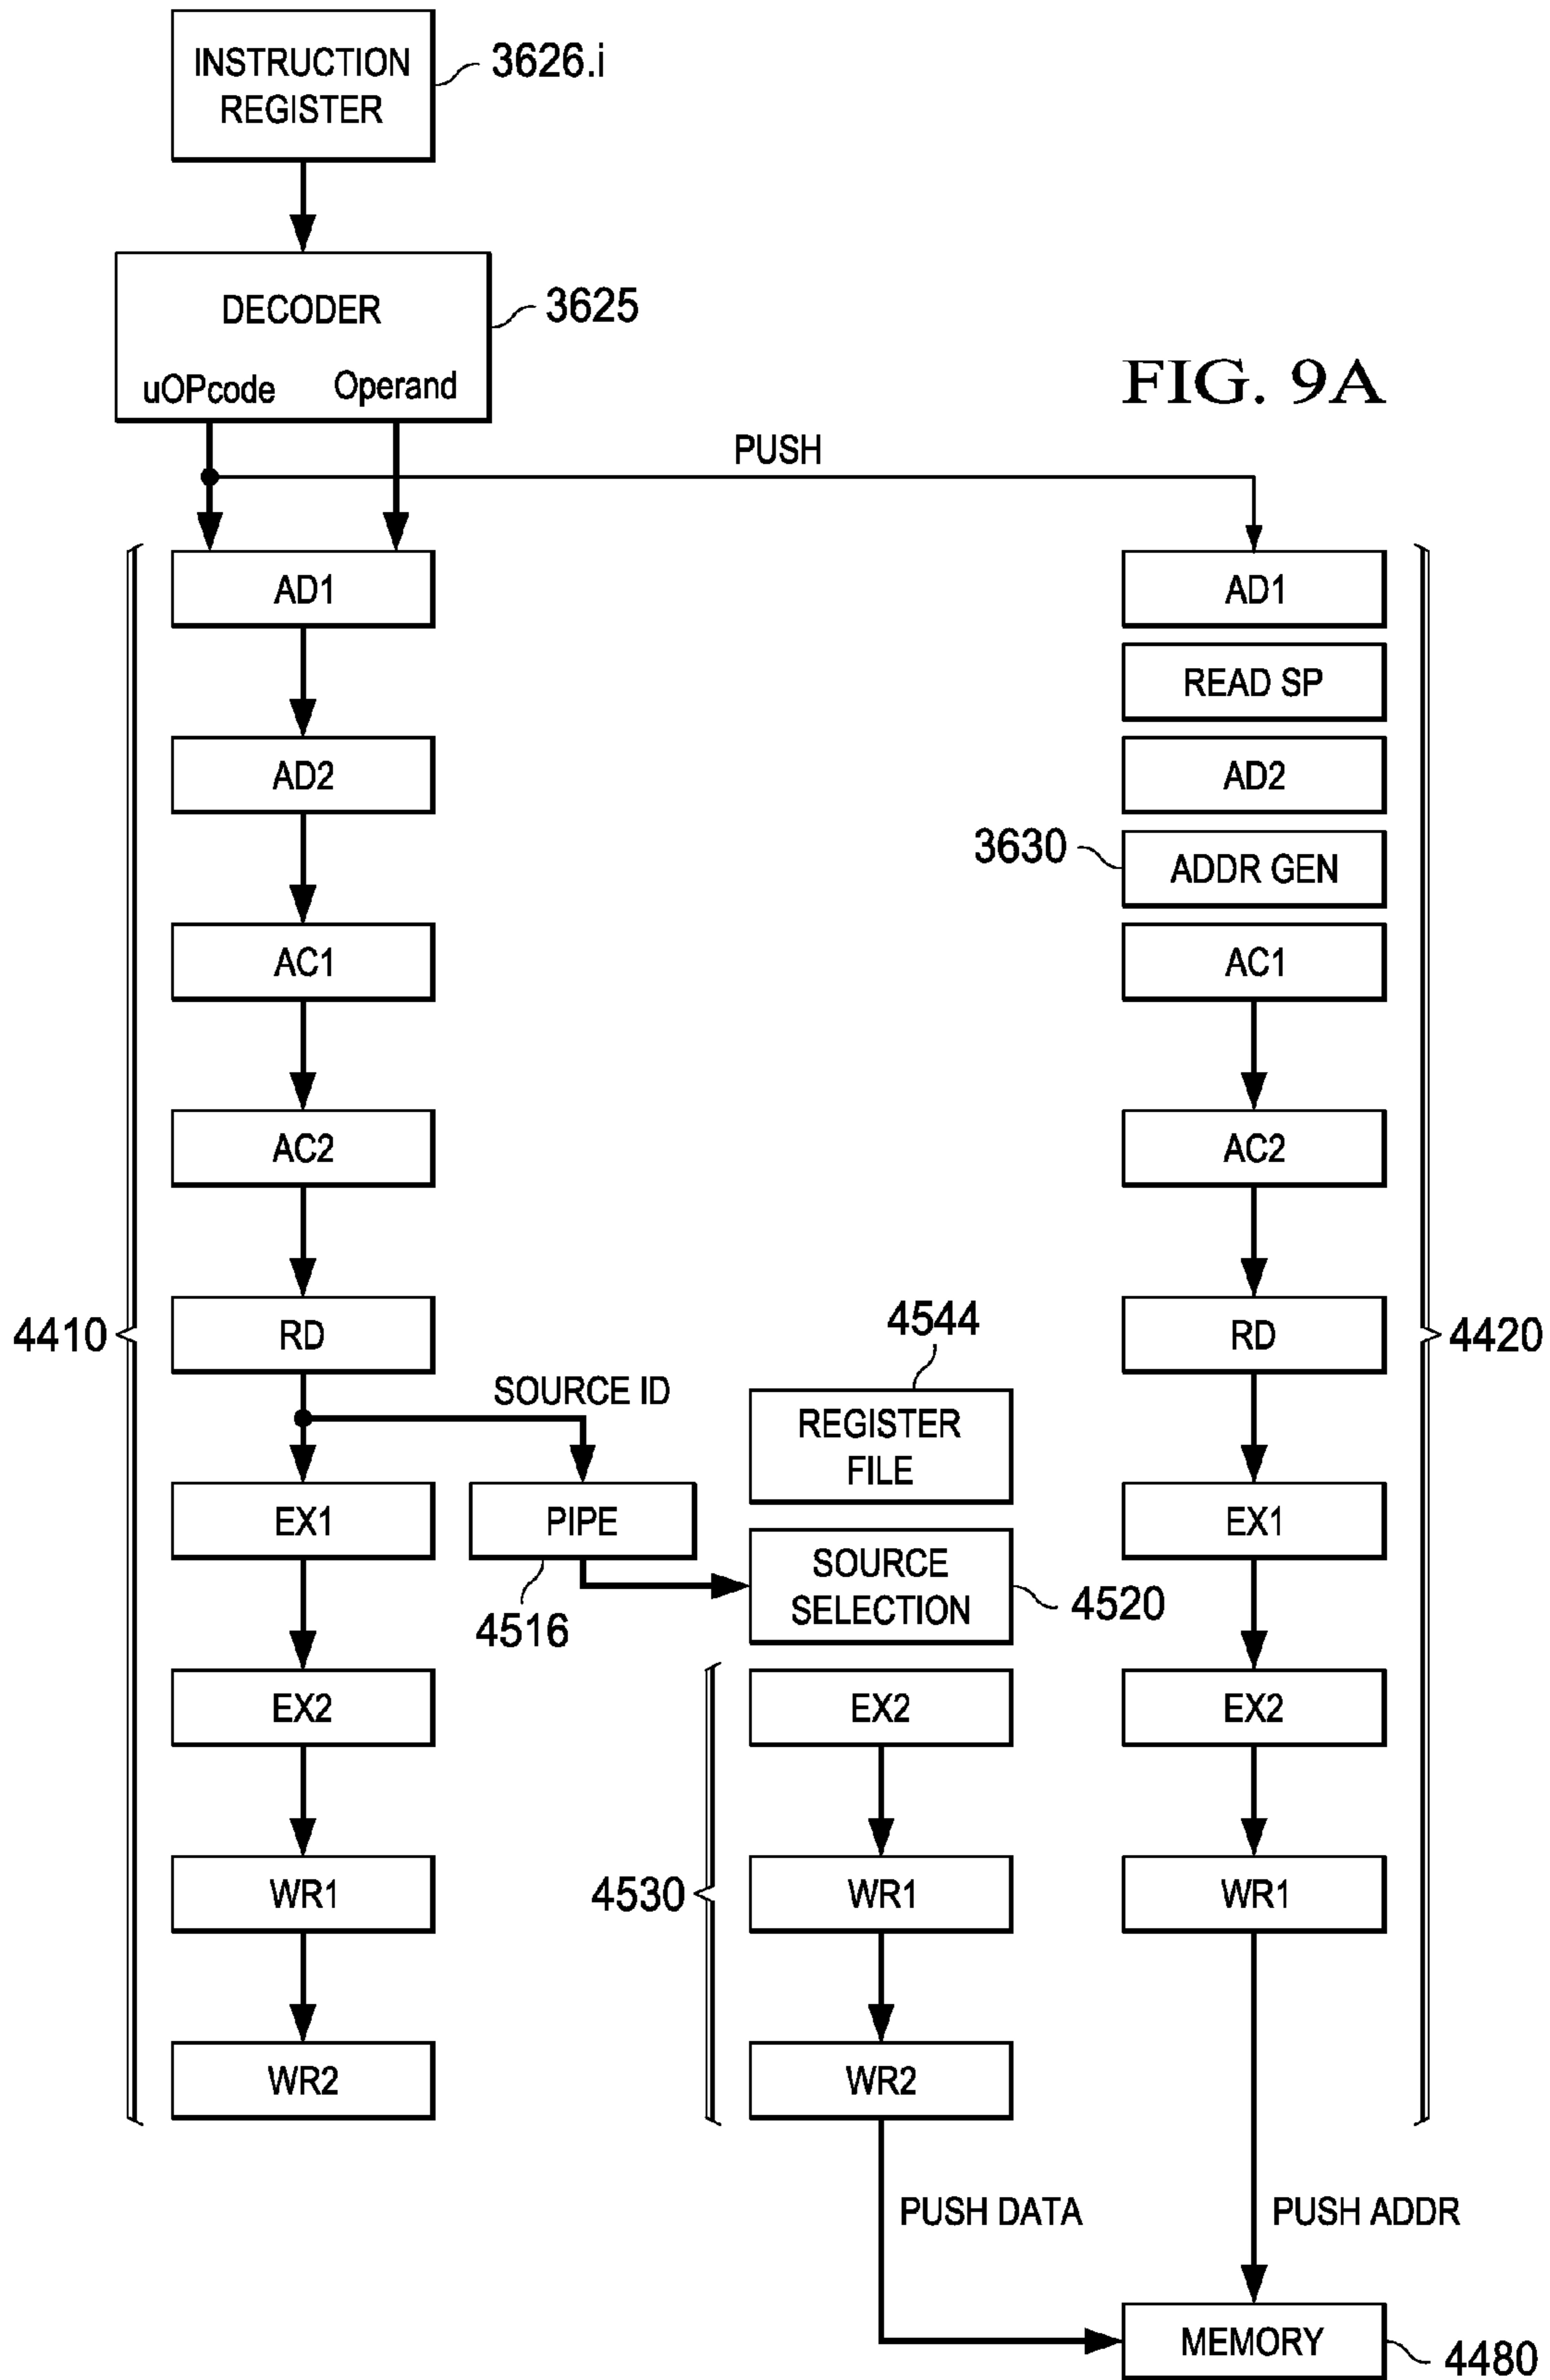 INSTRUCTION
REGISTER
3626.i
DECODER
3625
uOPcode
Operand
FIG. 9A
PUSH
AD1
AD1
READ SP
AD2
AD2
3630
ADDR GEN
AC1
AC1
AC2
AC2
4410
RD
4544
RD
4420
SOURCE ID
REGISTER
FILE
EX1
PIPE
EX1
4516
SOURCE
SELECTION
4520
EX2
EX2
EX2
4530
WR1
WR1
WR1
WR2
WR2
PUSH DATA
PUSH ADDR
MEMORY
4480